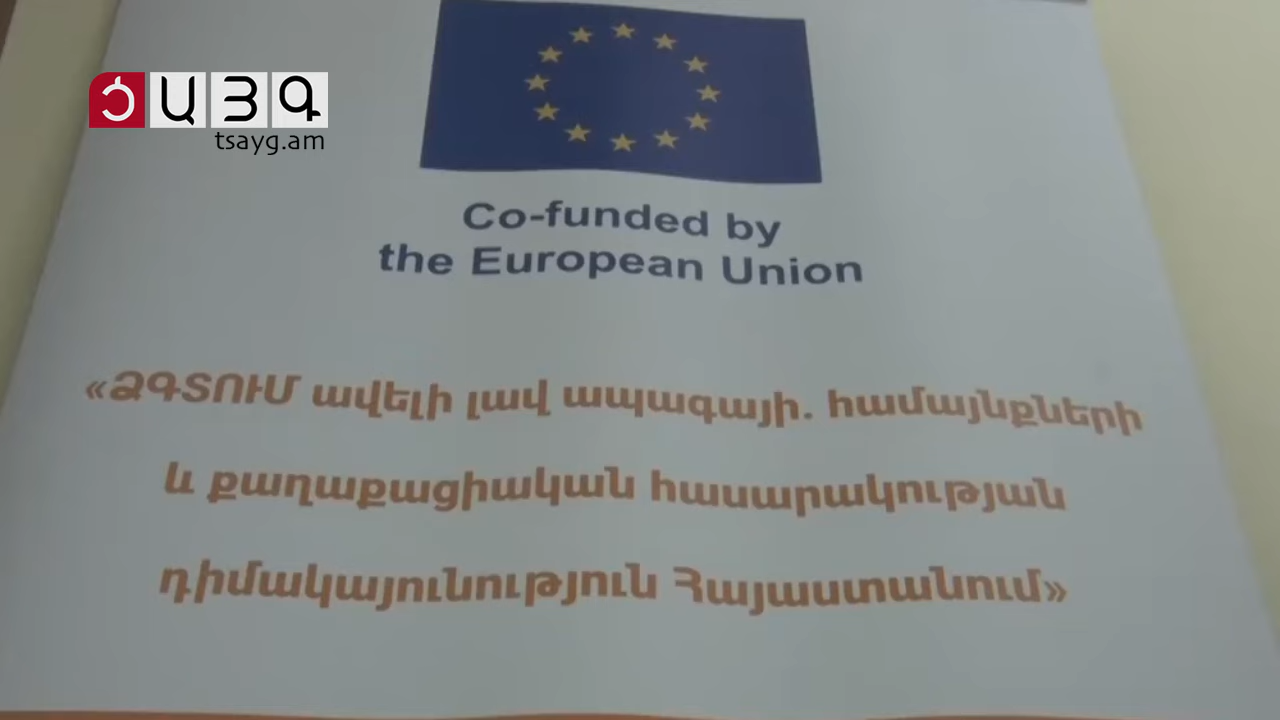 ԾԱՅԳ
tsayg.am
Co-funded by
the European Union
«ՁԳՏՈՒՄ ավելի լավ ապագայի. համայնքների
և քաղաքացիական հասարակության
դիմակայունություն Հայաստանում»